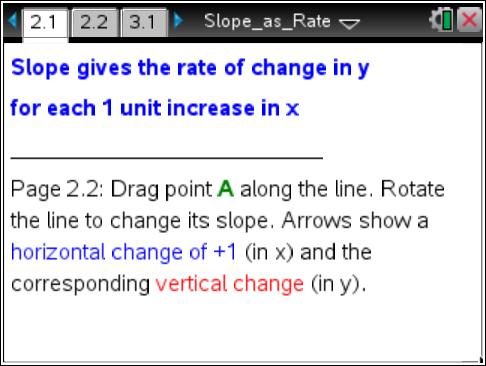 2.1 2.2 3.1 Slope_as_Rate
Slope gives the rate of change in y
for each 1 unit increase in x
Page 2.2: Drag point A along the line. Rotate
the line to change its slope. Arrows show a
horizontal change of +1 (in x) and the
corresponding vertical change (in y).